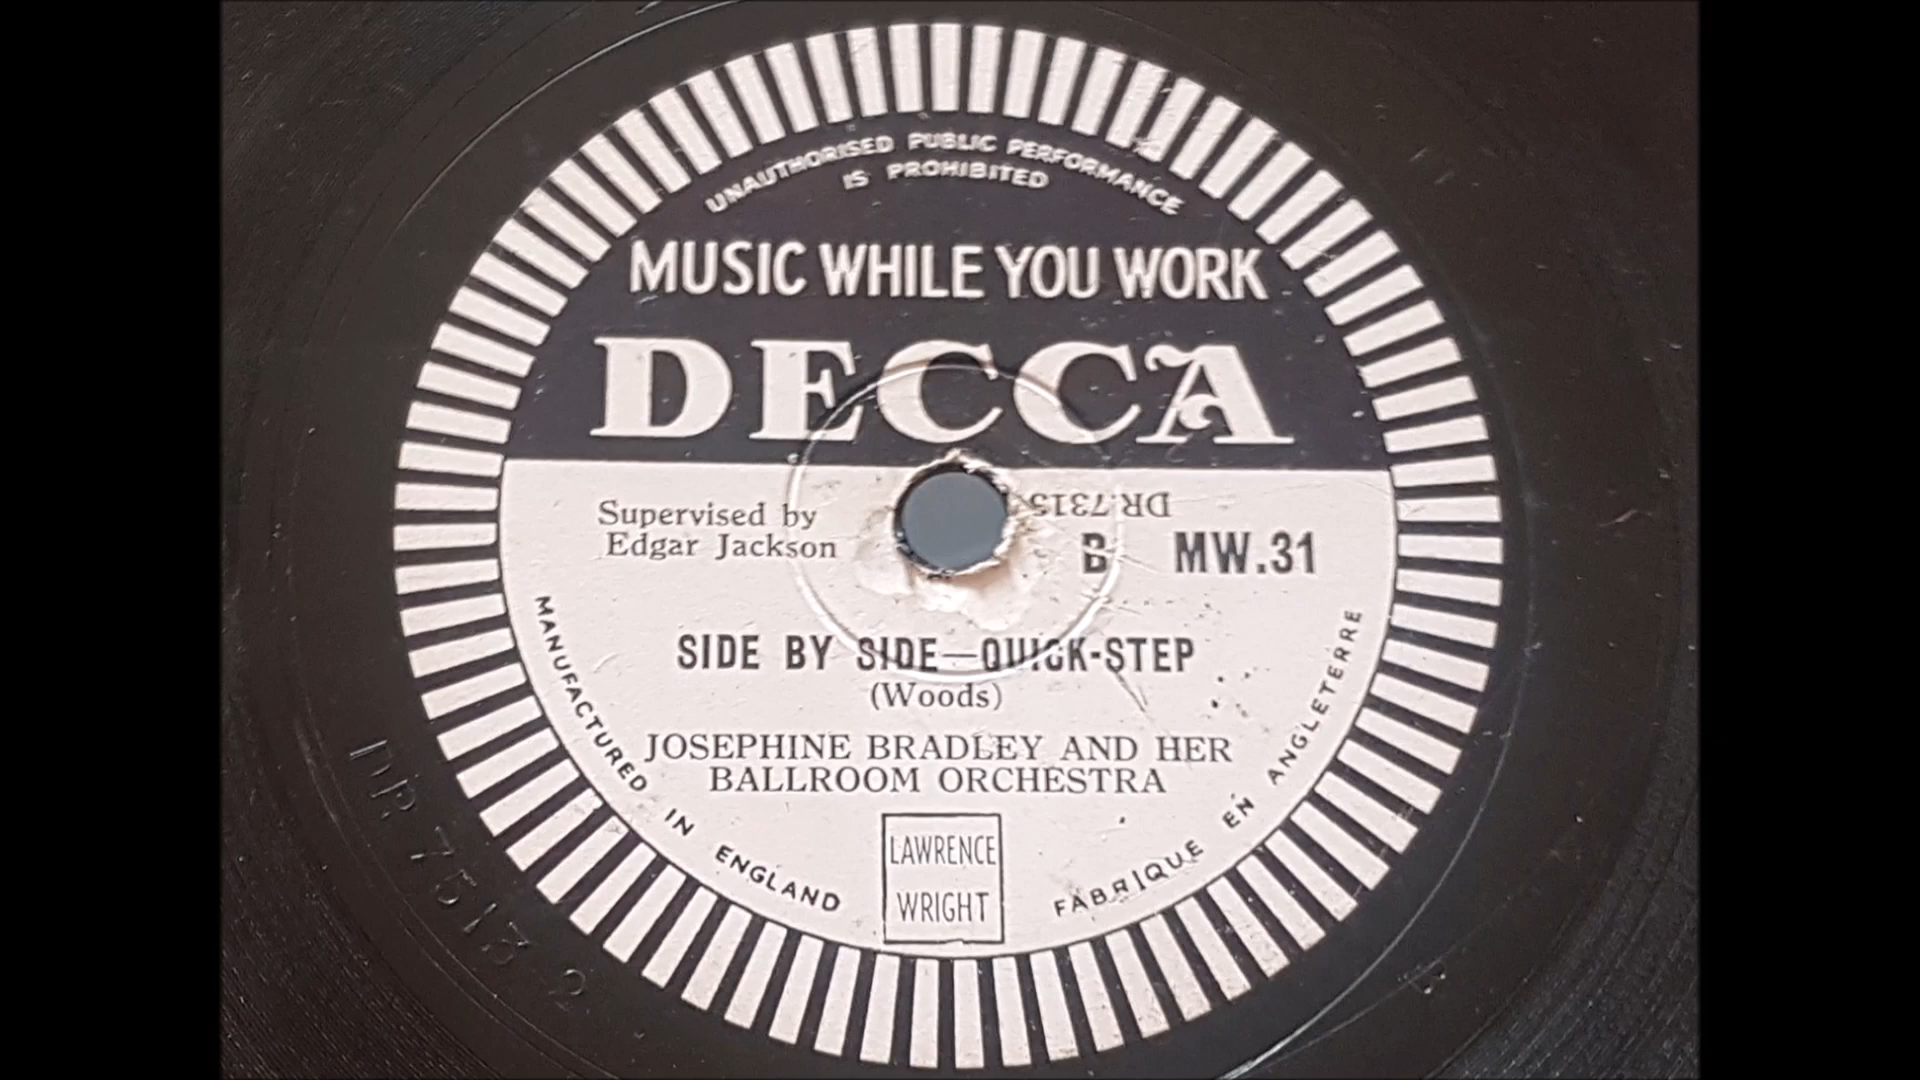 UNAUTHORISED PUBLIC PERFORMANCE
IS PROHIBITED
MUSIC WHILE YOU WORK
DECCA
Supervised by
Edgar Jackson
DR.7313
B MW.31
SIDE BY SIDE—QUICK-STEP
(Woods)
JOSEPHINE BRADLEY AND HER
BALLROOM ORCHESTRA
LAWRENCE
WRIGHT
MANUFACTURED IN ENGLAND
FABRIQUE EN ANGLETERRE